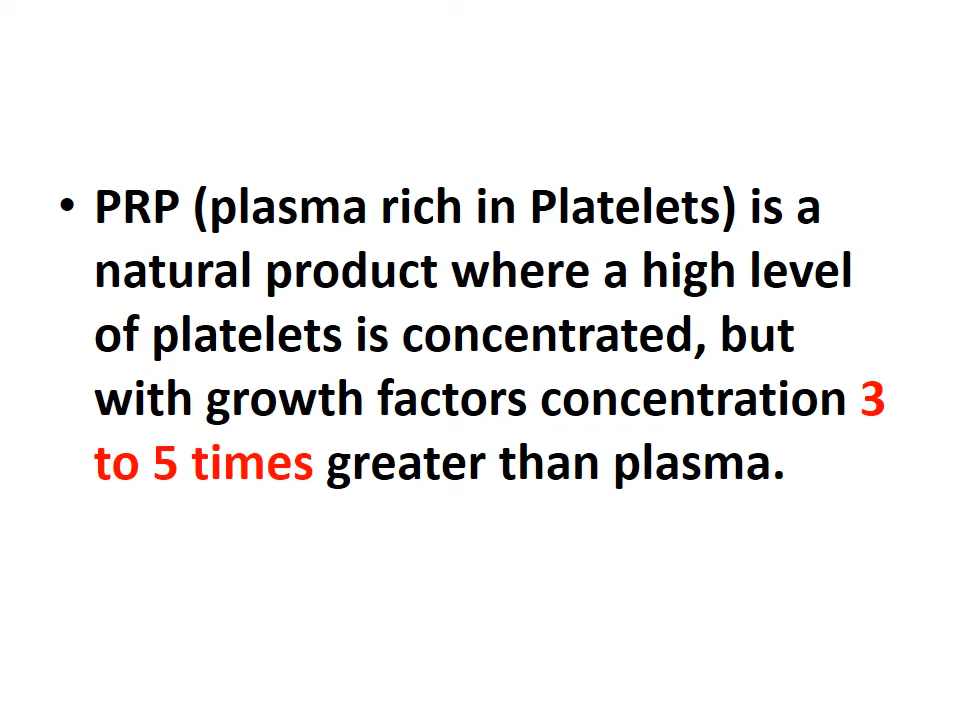 • PRP (plasma rich in Platelets) is a
natural product where a high level
of platelets is concentrated, but
with growth factors concentration 3
to 5 times greater than plasma.